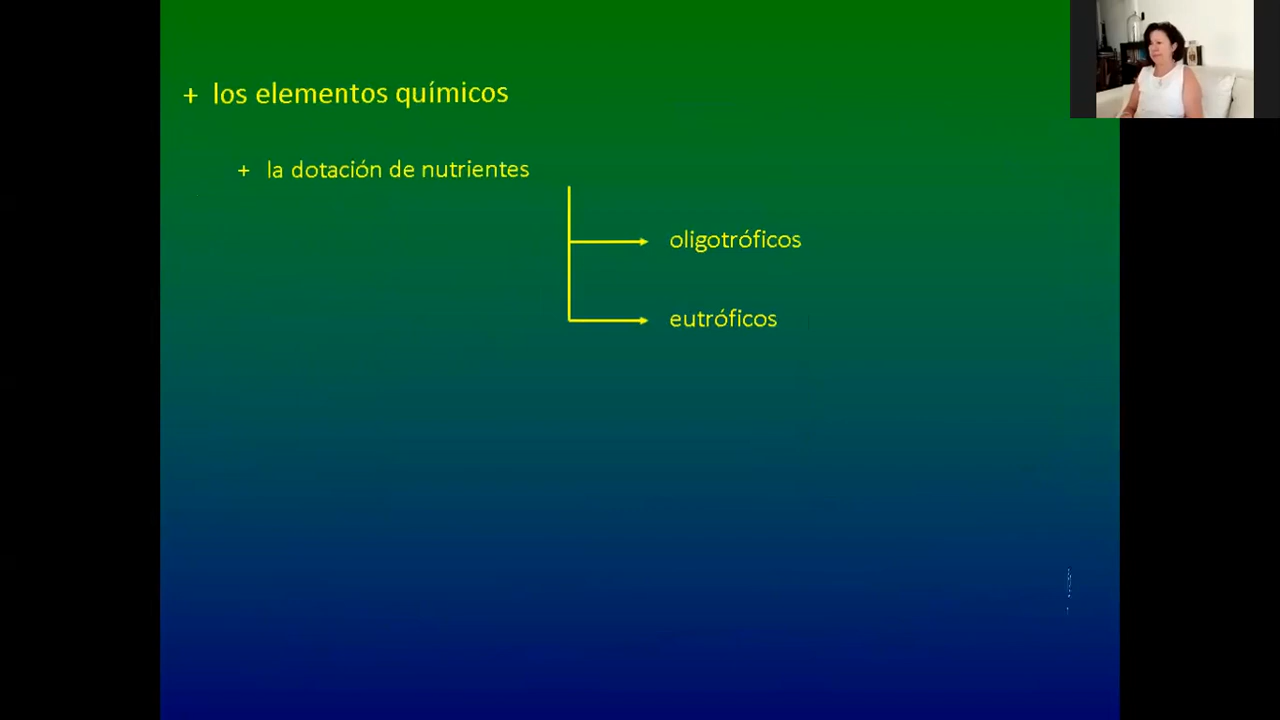 + los elementos químicos
+ la dotación de nutrientes
oligotróficos
eutróficos